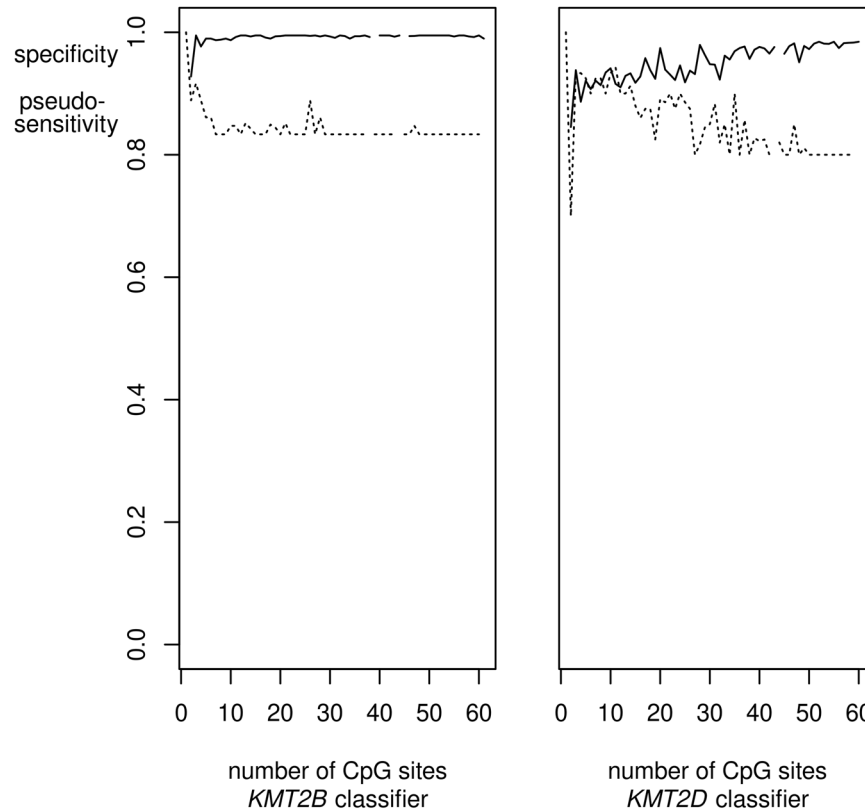 specificity
pseudo-
sensitivity
1.0
0.8
0.6
0.4
0.2
0.0
0 10 20 30 40 50 60
0 10 20 30 40 50 60
number of CpG sites
KMT2B classifier
number of CpG sites
KMT2D classifier